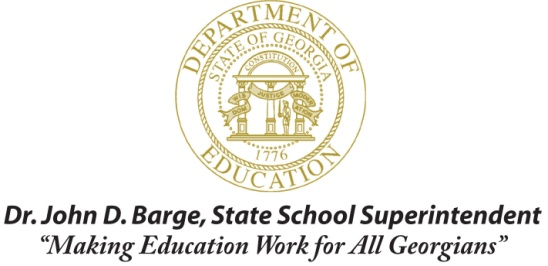 DEPARTMENT OF
STATE OF GEORGIA
CONSTITUTION
WISDOM JUSTICE MODERATION
1776
EDUCATION
Dr. John D. Barge, State School Superintendent
“Making Education Work for All Georgians”